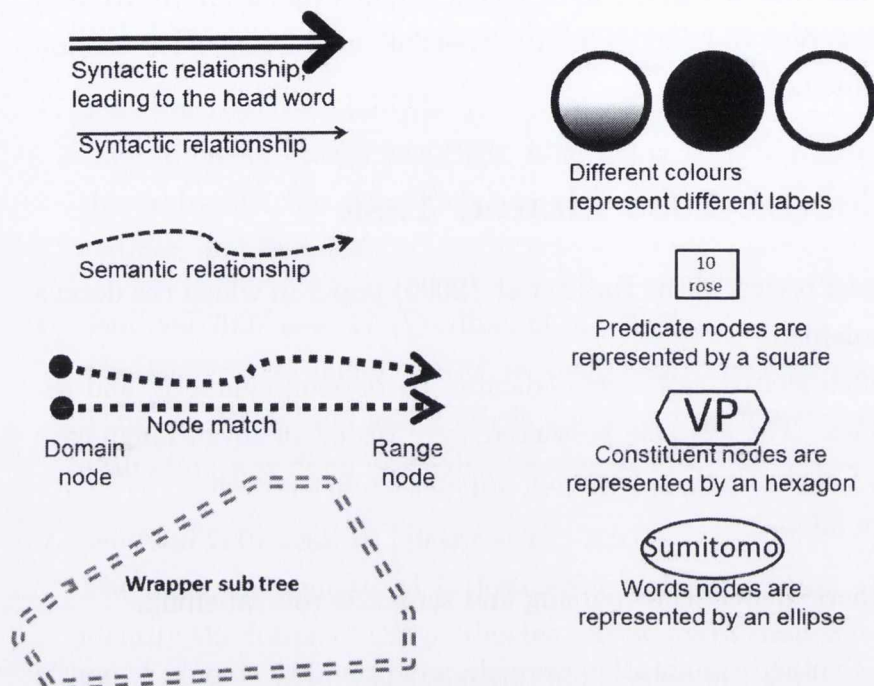 Syntactic relationship,
leading to the head word
Syntactic relationship
Semantic relationship
Node match
Domain
node
Range
node
Wrapper sub tree
Different colours
represent different labels
10
rose
Predicate nodes are
represented by a square
VP
Constituent nodes are
represented by an hexagon
Sumitomo
Words nodes are
represented by an ellipse